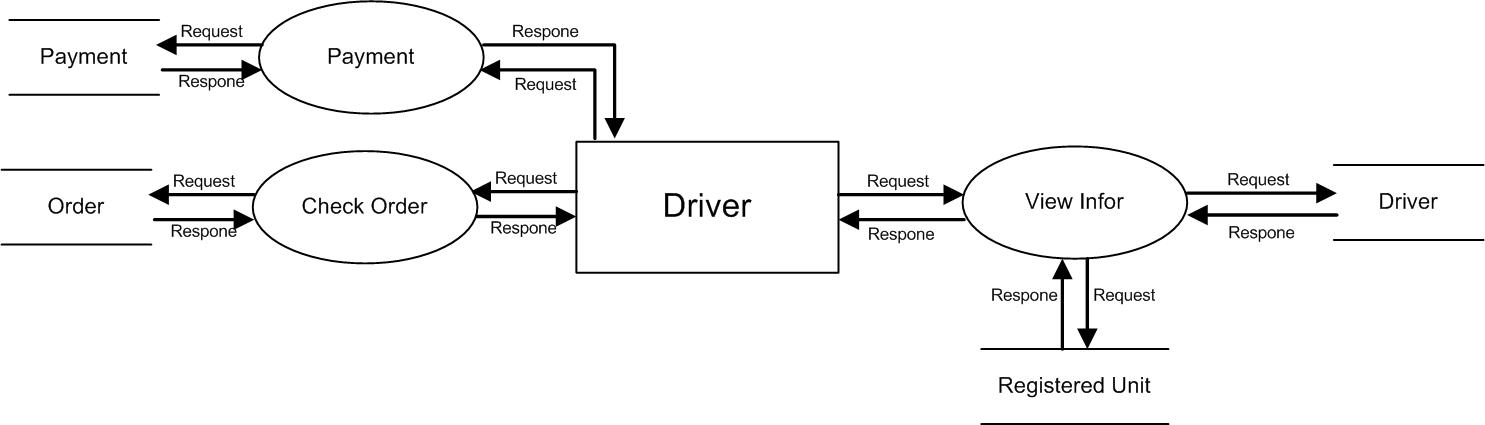 Request
Payment
Respone
Payment
Respone
Request
Request
Order
Respone
Check Order
Request
Respone
Driver
Request
Respone
View Infor
Request
Respone
Driver
Respone
Request
Registered Unit